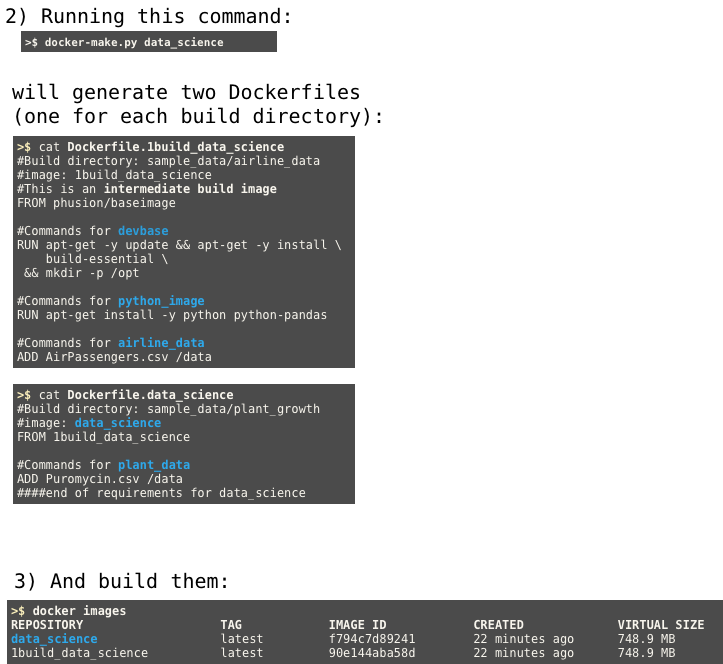 2) Running this command:
>$ docker-make.py data_science
will generate two Dockerfiles
(one for each build directory):
>$ cat Dockerfile.1build_data_science
#Build directory: sample_data/airline_data
#image: 1build_data_science
#This is an intermediate build image
FROM phusion/baseimage
#Commands for devbase
RUN apt-get -y update && apt-get -y install \
build-essential \
&& mkdir -p /opt
#Commands for python_image
RUN apt-get install -y python python-pandas
#Commands for airline_data
ADD AirPassengers.csv /data
>$ cat Dockerfile.data_science
#Build directory: sample_data/plant_growth
#image: data_science
FROM 1build_data_science
#Commands for plant_data
ADD Puromycin.csv /data
####end of requirements for data_science
3) And build them:
>$ docker images
REPOSITORY TAG IMAGE ID CREATED VIRTUAL SIZE
data_science latest f794c7d89241 22 minutes ago 748.9 MB
1build_data_science latest 90e144aba58d 22 minutes ago 748.9 MB